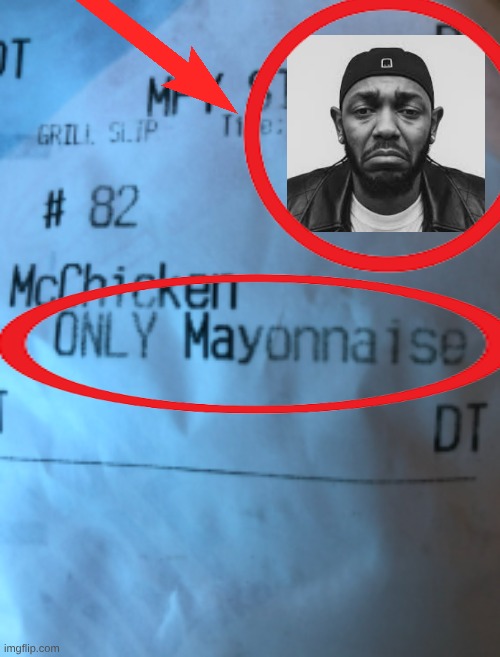 DT
GRILL SLIP
# 82
McChicken
ONLY Mayonnaise
DT
imgflip.com